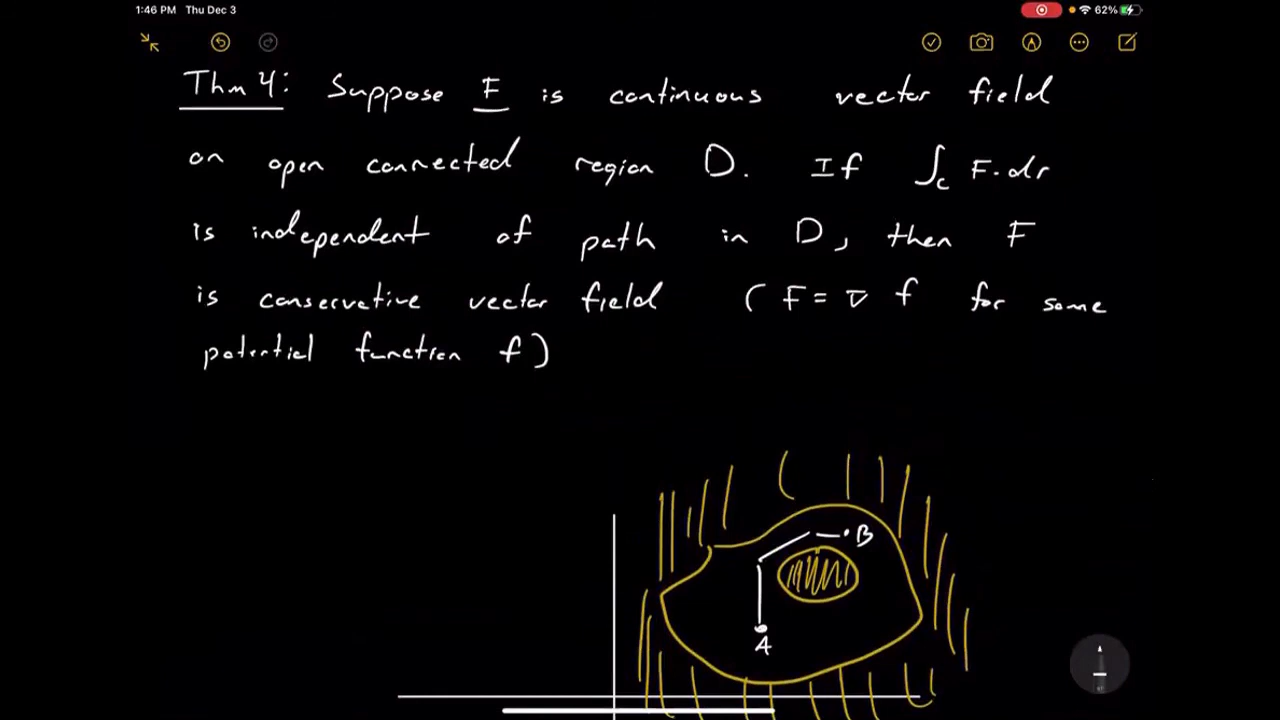 1:46 PM Thu Dec 3
62%
Thm 4: Suppose F is continuous vector field
on open connected region D. If ∫_C F·dr
is independent of path in D, then F
is conservative vector field (F = ∇f for some
potential function f)
B
A